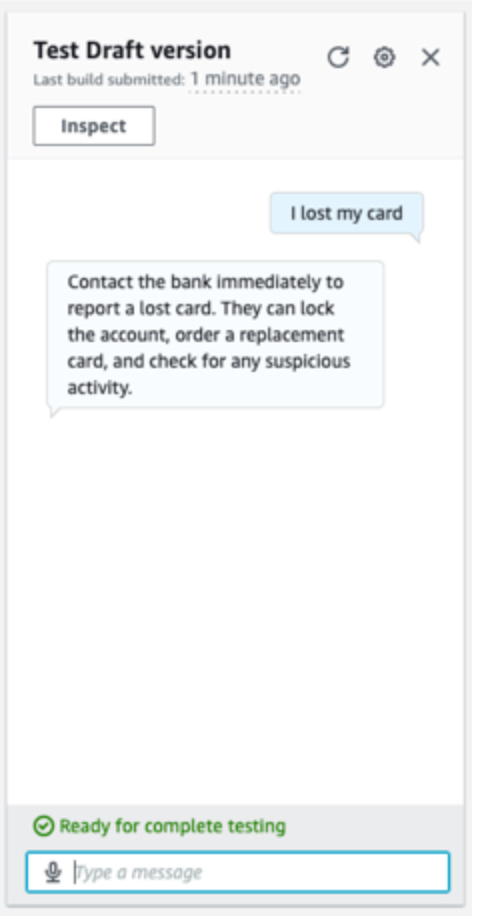 Test Draft version
Last build submitted: 1 minute ago
Inspect
I lost my card
Contact the bank immediately to
report a lost card. They can lock
the account, order a replacement
card, and check for any suspicious
activity.
Ready for complete testing
Type a message